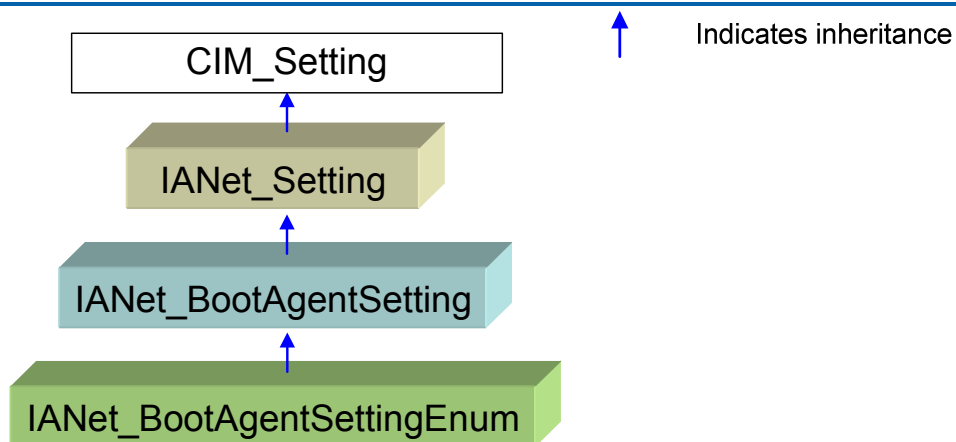 Indicates inheritance
CIM_Setting
IANet_Setting
IANet_BootAgentSetting
IANet_BootAgentSettingEnum